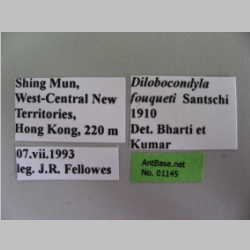 Shing Mun,
West-Central New
Territories,
Hong Kong, 220 m
07.vii.1993
leg. J.R. Fellowes
Dilobocondyla
fouqueti Santschi
1910
Det. Bharti et
Kumar
AntBase.net
No. 01145